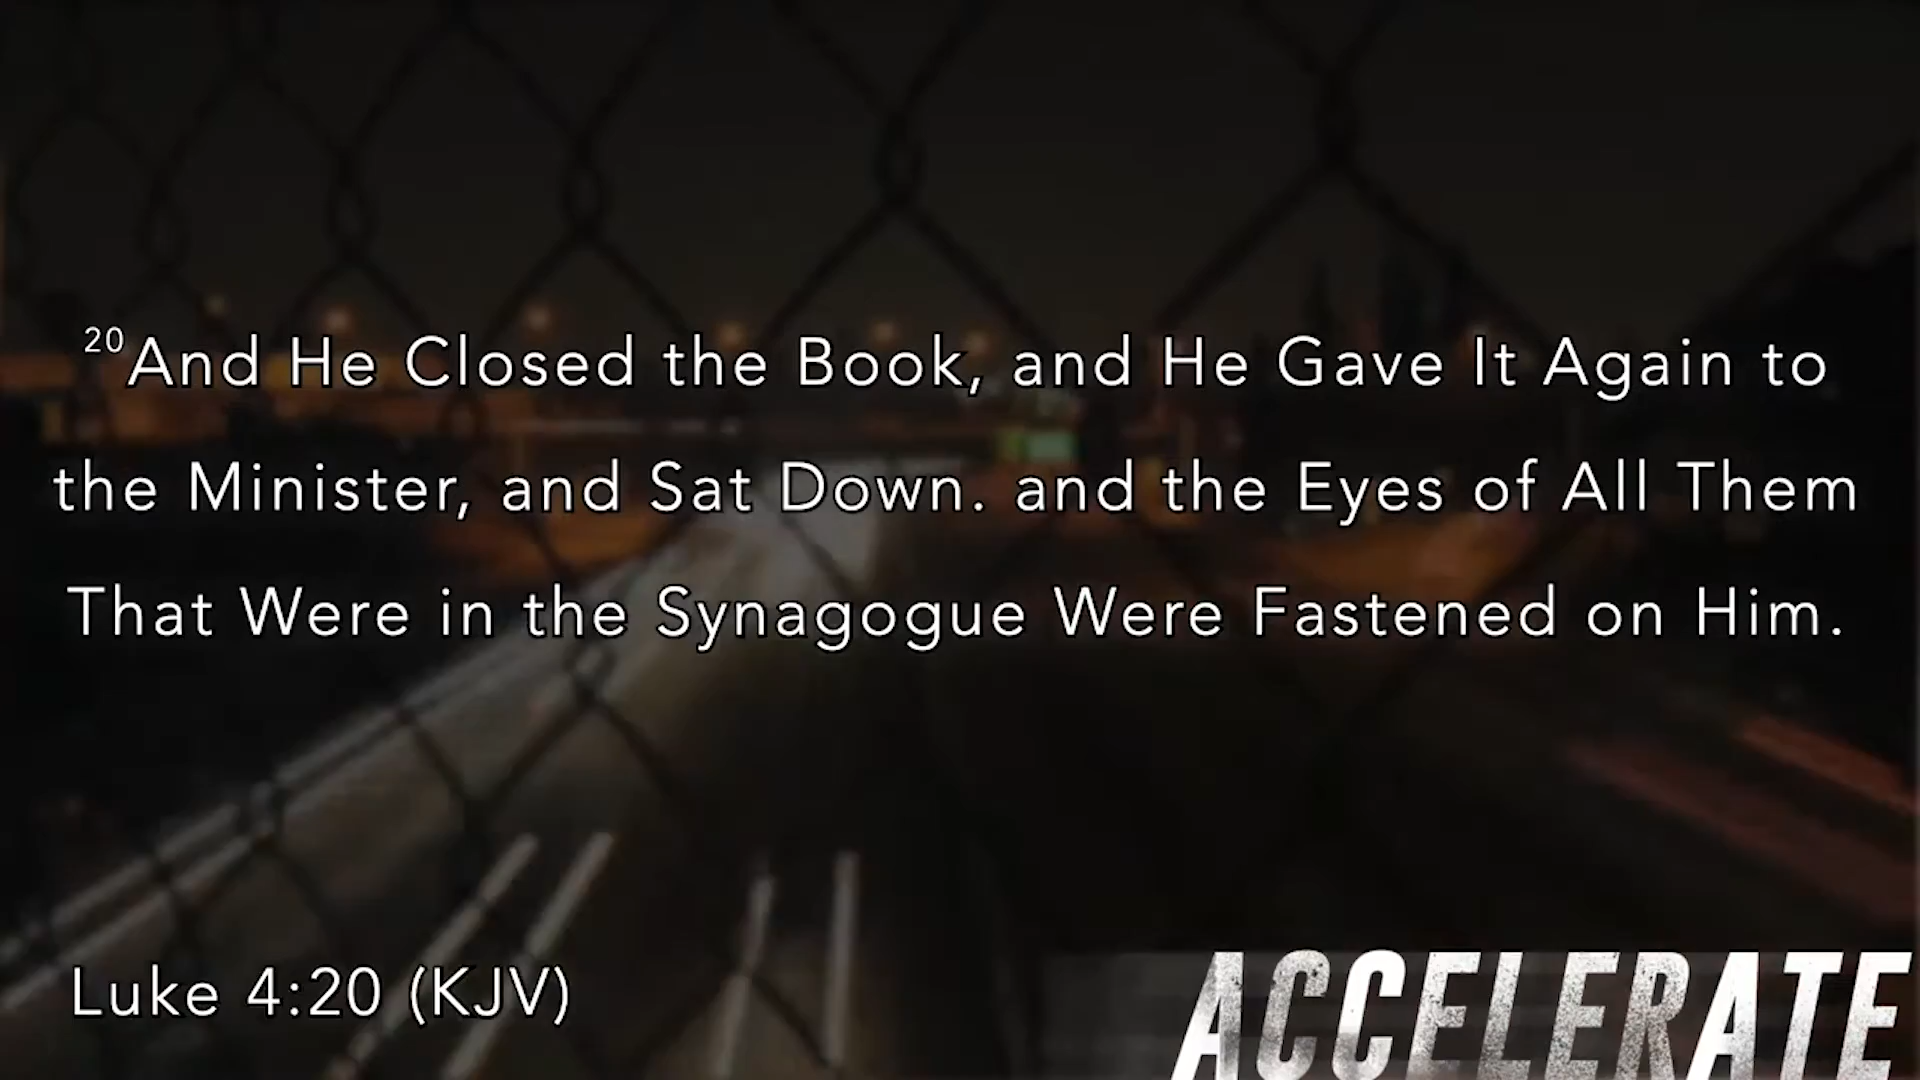 20And He Closed the Book, and He Gave It Again to
the Minister, and Sat Down. and the Eyes of All Them
That Were in the Synagogue Were Fastened on Him.
Luke 4:20 (KJV)
ACCELERATE